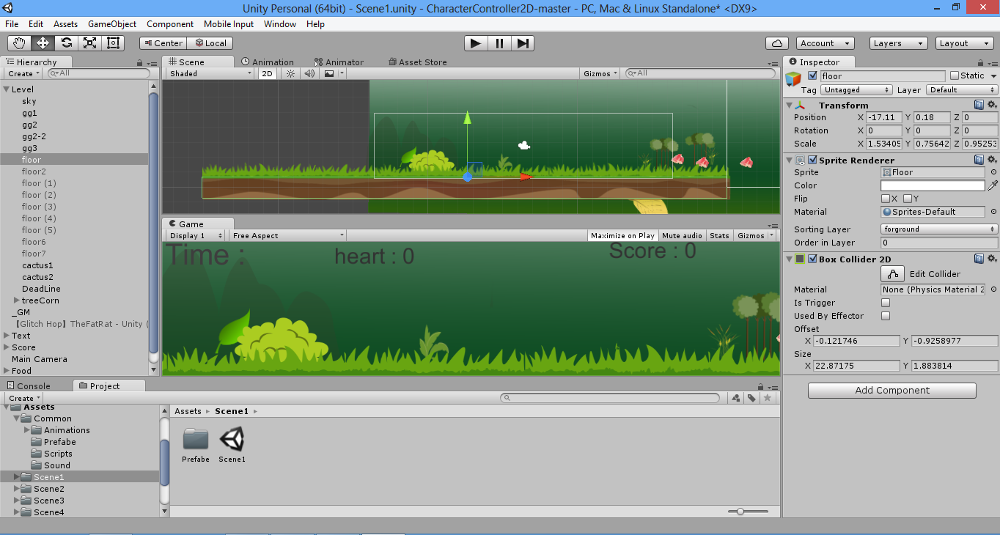 Unity Personal (64bit) - Scene1.unity - CharacterController2D-master - PC, Mac & Linux Standalone* <DX9>
File Edit Assets GameObject Component Mobile Input Window Help
Center Local Account Layers Layout
Hierarchy
Create All
Level
sky
gg1
gg2
gg2-2
gg3
floor
floor2
floor (1)
floor (2)
floor (3)
floor (4)
floor (5)
floor6
floor7
cactus1
cactus2
DeadLine
treeCorn
_GM
【Glitch Hop】TheFatRat - Unity (
Text
Score
Main Camera
Food
Scene Animation Animator Asset Store
Shaded 2D Gizmos All
Game
Display 1 Free Aspect Maximize on Play Mute audio Stats Gizmos
Time : heart : 0 Score : 0
Console Project
Create
Assets
Common
Animations
Prefabe
Scripts
Sound
Scene1
Scene2
Scene3
Scene4
Assets Scene1
Prefabe Scene1
Inspector
floor Static
Tag Untagged Layer Default
Transform
Position X -17.11 Y 0.18 Z 0
Rotation X 0 Y 0 Z 0
Scale X 1.53405 Y 0.75642 Z 0.95253
Sprite Renderer
Sprite Floor
Color
Flip X Y
Material Sprites-Default
Sorting Layer forground
Order in Layer 0
Box Collider 2D
Edit Collider
Material None (Physics Material 2
Is Trigger
Used By Effector
Offset
X -0.121746 Y -0.9258977
Size
X 22.87175 Y 1.883814
Add Component